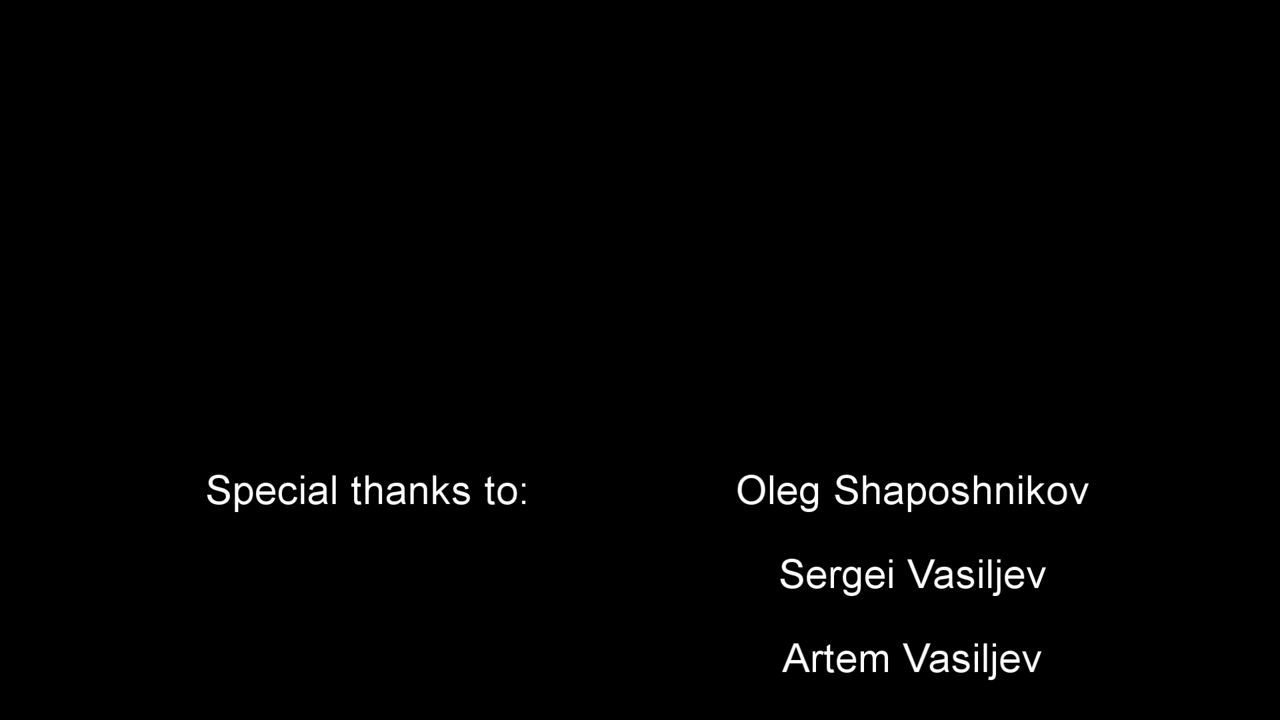 Special thanks to: Oleg Shaposhnikov
Sergei Vasiljev
Artem Vasiljev